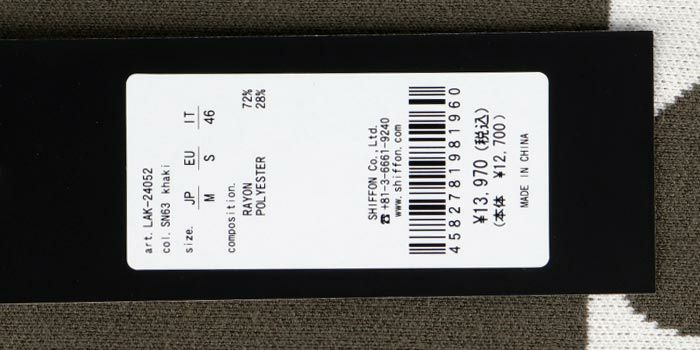 art. LAK-24052
col. SN63 khaki
size. JP EU IT
M S 46
composition.
RAYON 72%
POLYESTER 28%
SHIFFON Co., Ltd.
☎+81-3-6661-9240
www.shiffon.com
4582781981960
¥13,970(税込)
(本体 ¥12,700)
MADE IN CHINA